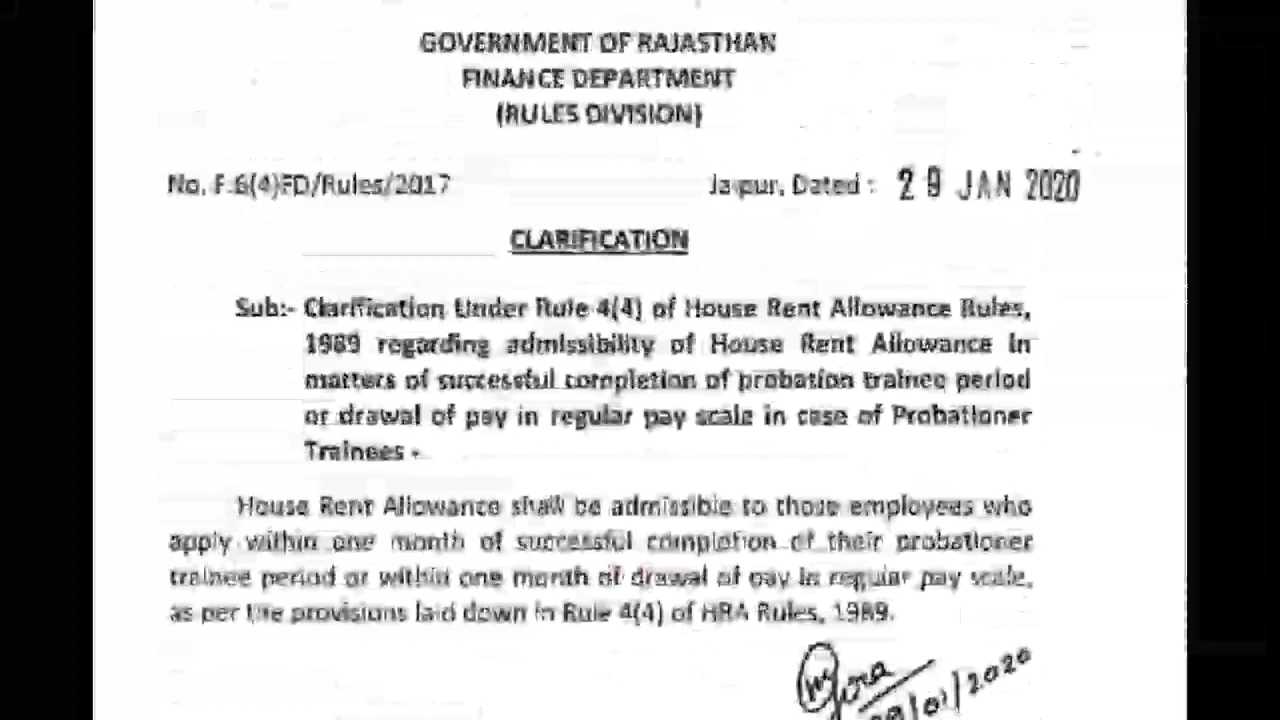 GOVERNMENT OF RAJASTHAN
FINANCE DEPARTMENT
(RULES DIVISION)
No. F.6(4)FD/Rules/2017 Jaipur, Dated : 29 JAN 2020
CLARIFICATION
Sub:- Clarification Under Rule 4(4) of House Rent Allowance Rules,
1989 regarding admissibility of House Rent Allowance in
matters of successful completion of probation trainee period
or drawal of pay in regular pay scale in case of Probationer
Trainees -
House Rent Allowance shall be admissible to those employees who
apply within one month of successful completion of their probationer
trainee period or within one month of drawal of pay in regular pay scale,
as per the provisions laid down in Rule 4(4) of HRA Rules, 1989.
/01/2020